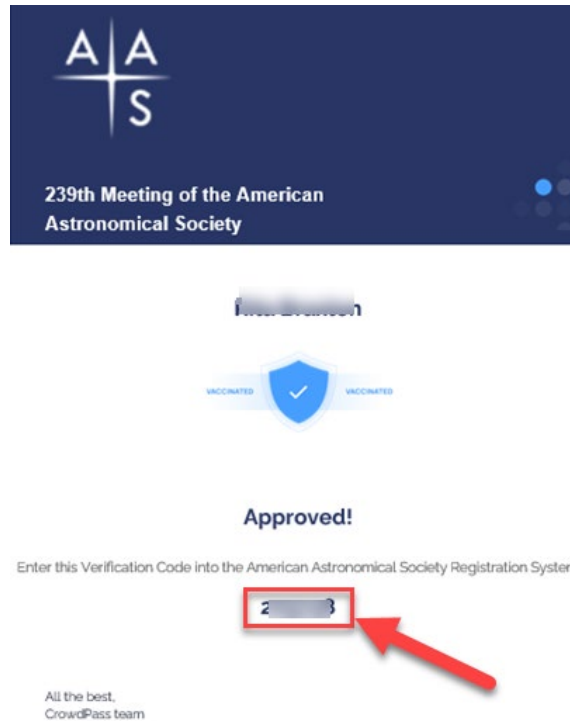 A A
S
239th Meeting of the American
Astronomical Society
VACCINATED VACCINATED
Approved!
Enter this Verification Code into the American Astronomical Society Registration Syster
All the best,
CrowdPass team